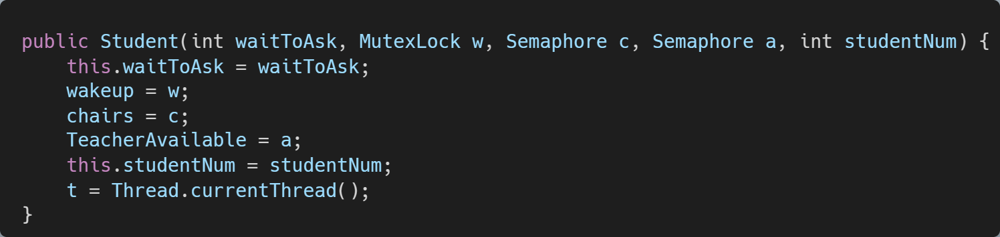 public Student(int waitToAsk, MutexLock w, Semaphore c, Semaphore a, int studentNum) {
    this.waitToAsk = waitToAsk;
    wakeup = w;
    chairs = c;
    TeacherAvailable = a;
    this.studentNum = studentNum;
    t = Thread.currentThread();
}